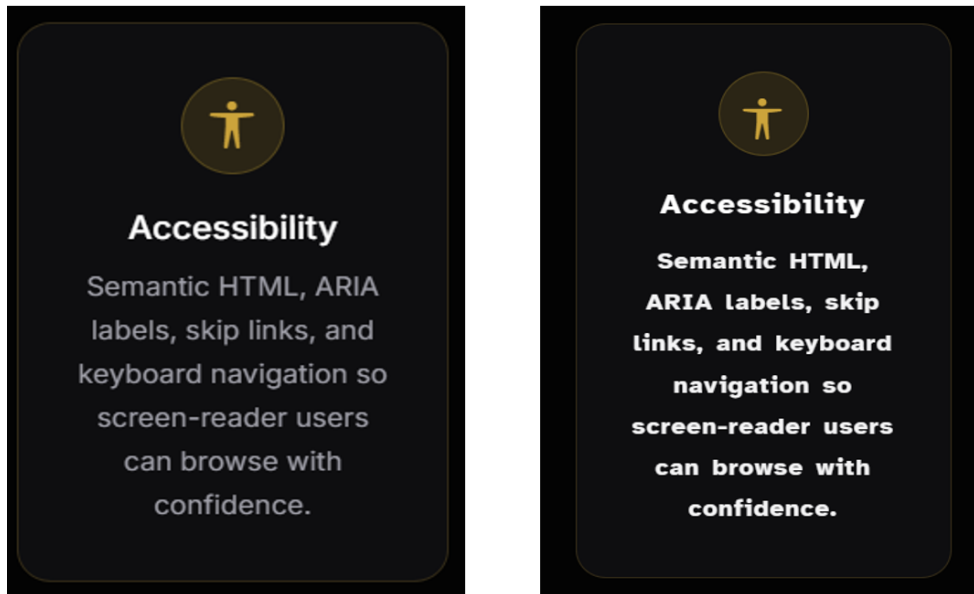 Accessibility
Semantic HTML, ARIA
labels, skip links, and
keyboard navigation so
screen-reader users
can browse with
confidence.
Accessibility
Semantic HTML,
ARIA labels, skip
links, and keyboard
navigation so
screen-reader users
can browse with
confidence.